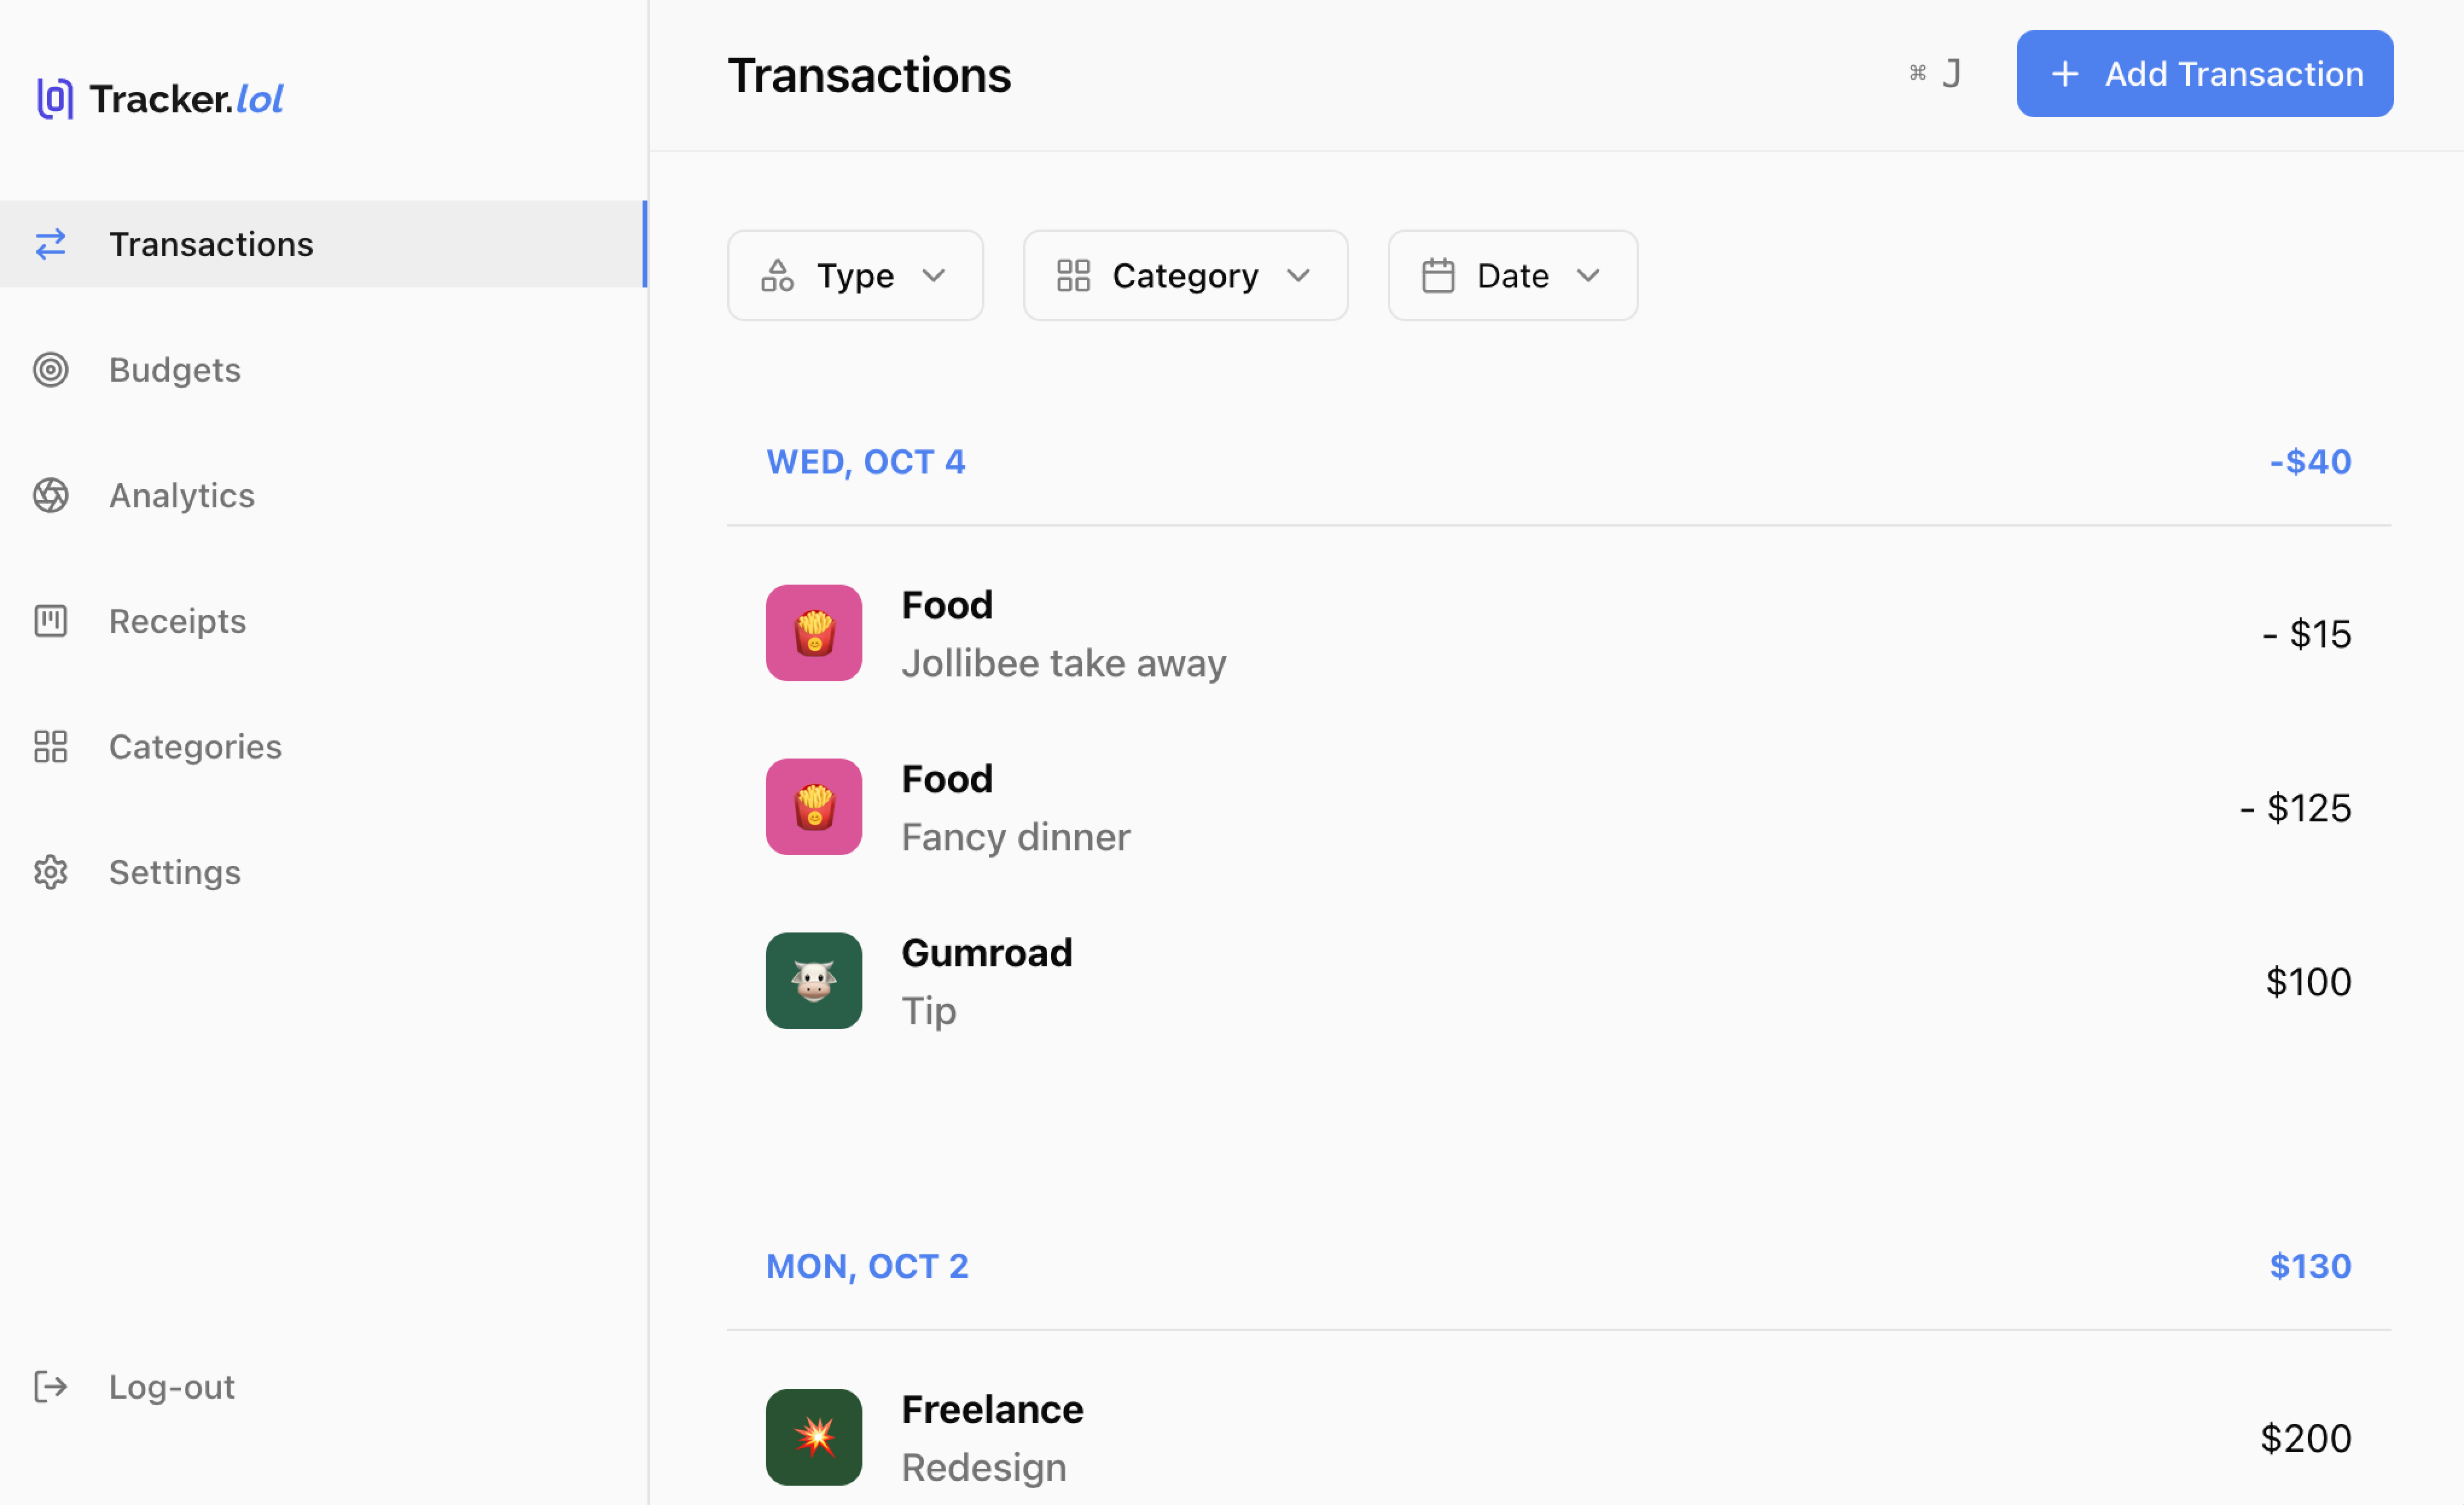 Tracker.lol
Transactions
Budgets
Analytics
Receipts
Categories
Settings
Log-out
Transactions
⌘ J
+ Add Transaction
Type
Category
Date
WED, OCT 4
-$40
Food
Jollibee take away
- $15
Food
Fancy dinner
- $125
Gumroad
Tip
$100
MON, OCT 2
$130
Freelance
Redesign
$200